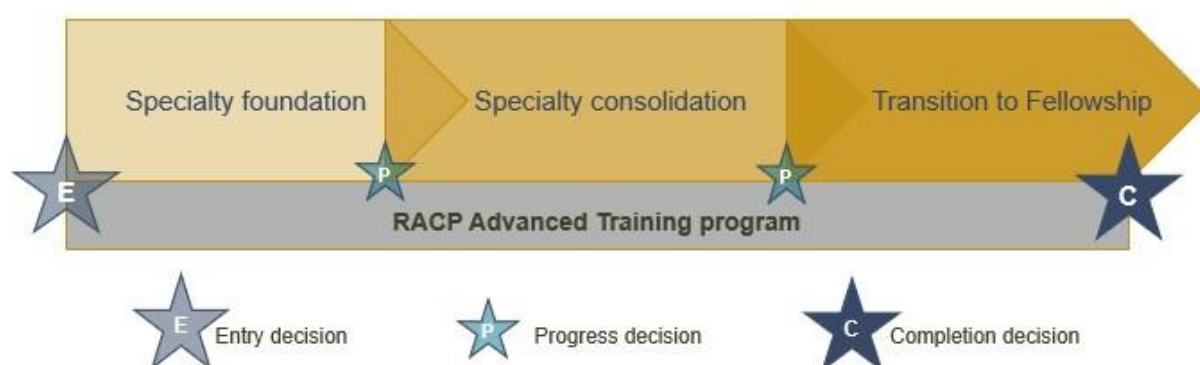 Specialty foundation
Specialty consolidation
Transition to Fellowship
E
P
P
C
RACP Advanced Training program
E
Entry decision
P
Progress decision
C
Completion decision